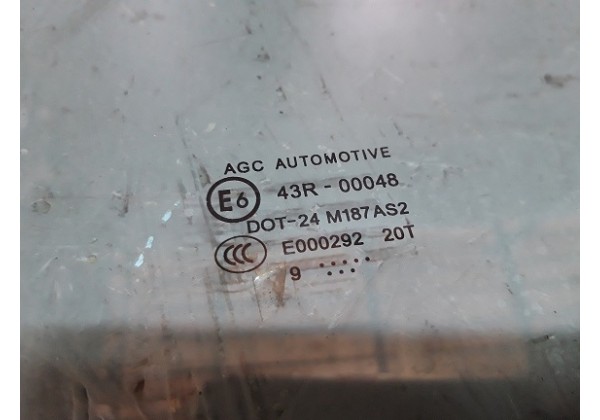 AGC AUTOMOTIVE
E6 43R - 00048
DOT-24 M187 AS2
CCC E000292 20T
9